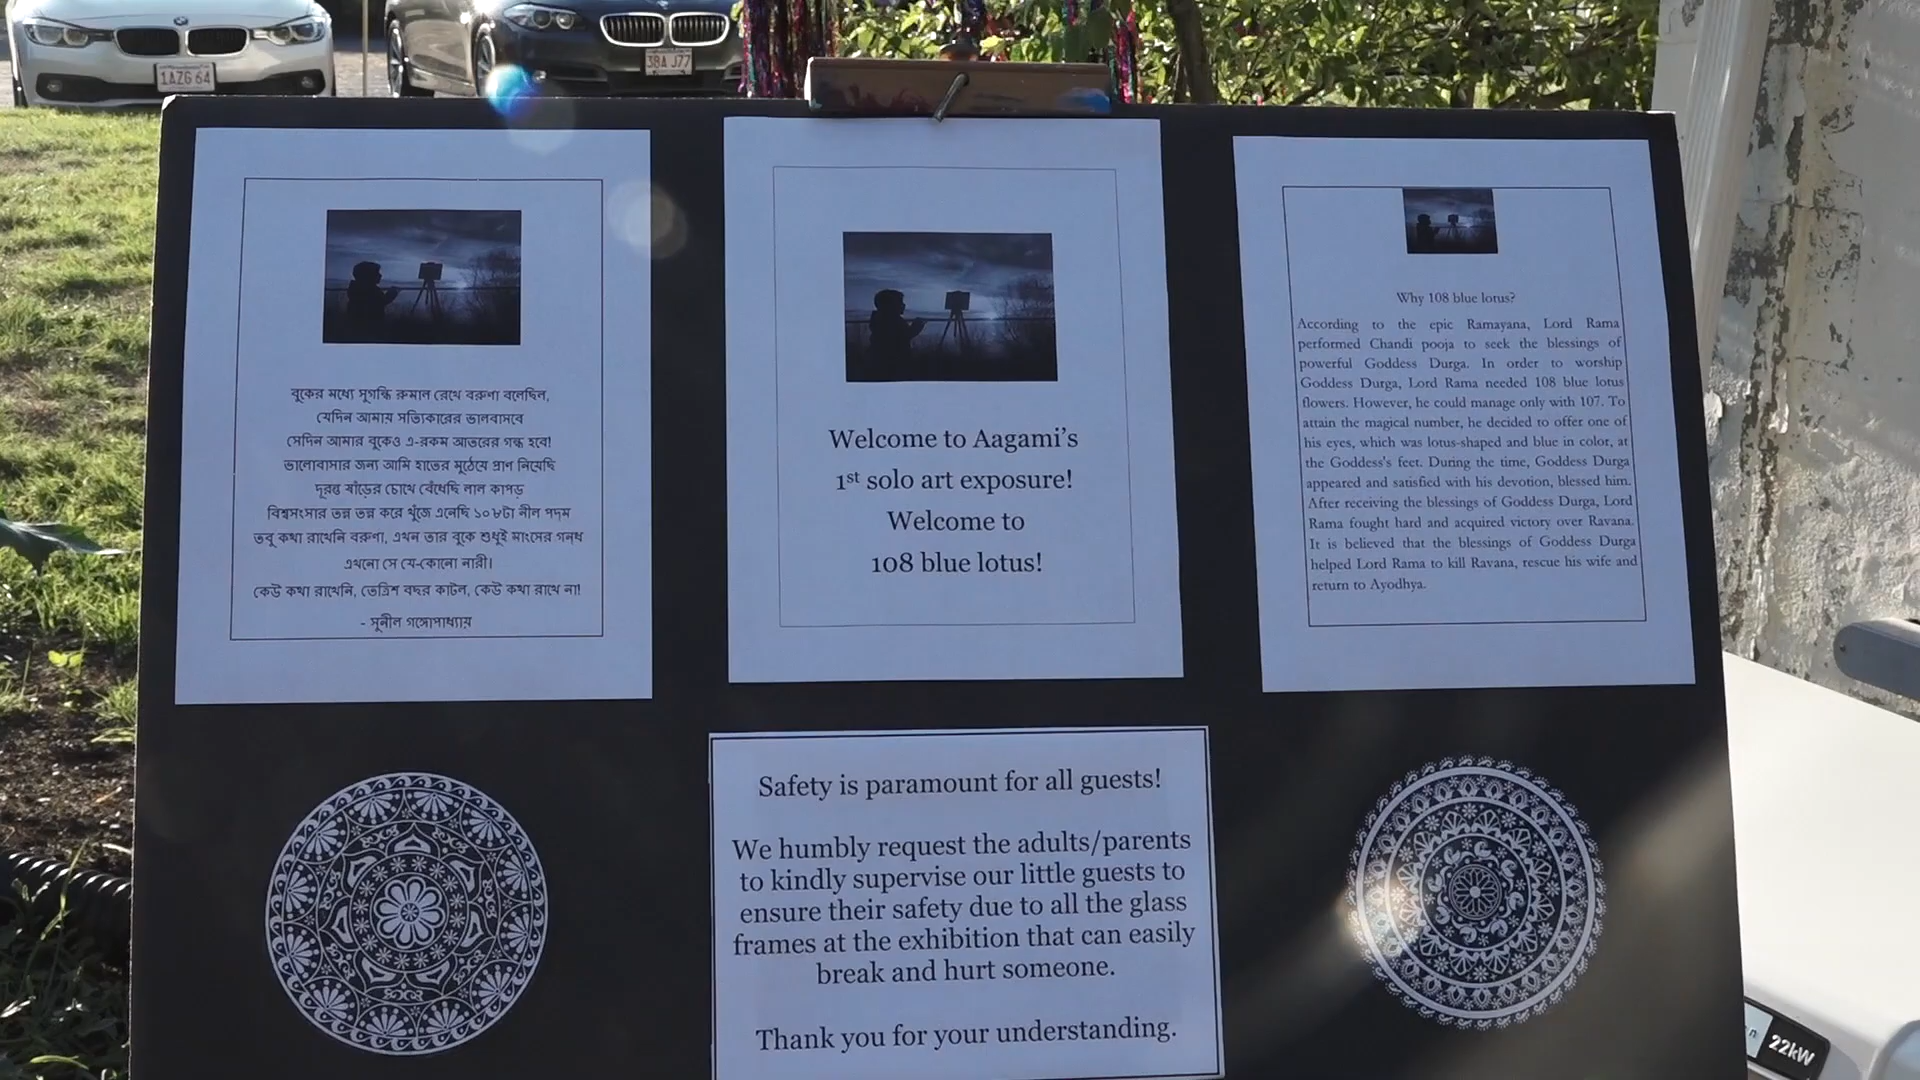 1AZG 64
3BA J77
বুকের মধ্যে সুগন্ধি রুমাল রেখে বরুণা বলেছিল,
যেদিন আমায় সত্যিকারের ভালবাসবে
সেদিন আমার বুকেও এ-রকম আতরের গন্ধ হবে!
ভালোবাসার জন্য আমি হাতের মুঠেয়ে প্রাণ নিয়েছি
দূরন্ত ষাঁড়ের চোখে বেঁধেছি লাল কাপড়
বিশ্বসংসার তন্ন তন্ন করে খুঁজে এনেছি ১০৮টা নীল পদ্ম
তবু কথা রাখেনি বরুণা, এখন তার বুকে শুধুই মাংসের গন্ধ
এখনো সে যে-কোনো নারী।
কেউ কথা রাখেনি, তেত্রিশ বছর কাটল, কেউ কথা রাখে না!
- সুনীল গঙ্গোপাধ্যায়
Welcome to Aagami's
1st solo art exposure!
Welcome to
108 blue lotus!
Why 108 blue lotus?
According to the epic Ramayana, Lord Rama
performed Chandi pooja to seek the blessings of
powerful Goddess Durga. In order to worship
Goddess Durga, Lord Rama needed 108 blue lotus
flowers. However, he could manage only with 107. To
attain the magical number, he decided to offer one of
his eyes, which was lotus-shaped and blue in color, at
the Goddess's feet. During the time, Goddess Durga
appeared and satisfied with his devotion, blessed him.
After receiving the blessings of Goddess Durga, Lord
Rama fought hard and acquired victory over Ravana.
It is believed that the blessings of Goddess Durga
helped Lord Rama to kill Ravana, rescue his wife and
return to Ayodhya.
Safety is paramount for all guests!
We humbly request the adults/parents
to kindly supervise our little guests to
ensure their safety due to all the glass
frames at the exhibition that can easily
break and hurt someone.
Thank you for your understanding.
22kW